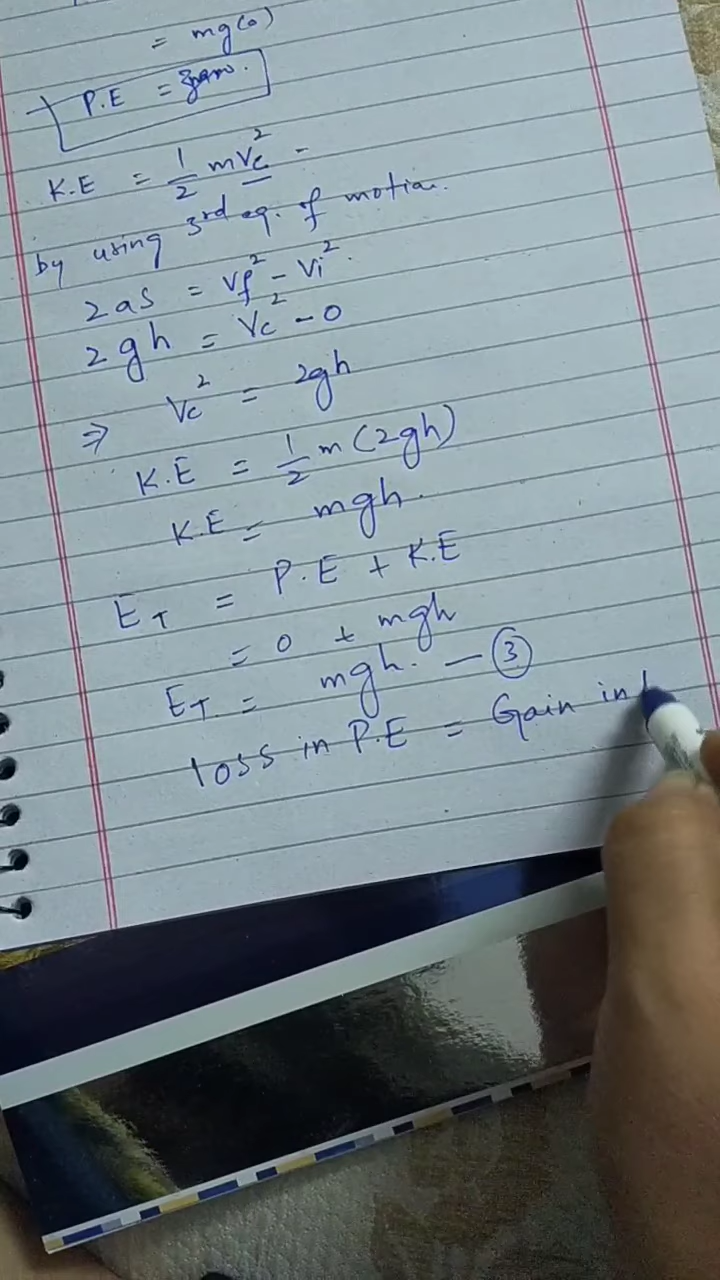 = mg(0)
P.E = zero.
K.E = 1/2 mVc² -
by using 3rd eq. of motion.
2as = Vf² - Vi².
2gh = Vc² - 0
⇒ Vc² = 2gh
K.E = 1/2 m(2gh)
K.E = mgh.
ET = P.E + K.E
= 0 + mgh
ET = mgh. — ③
loss in P.E = Gain in